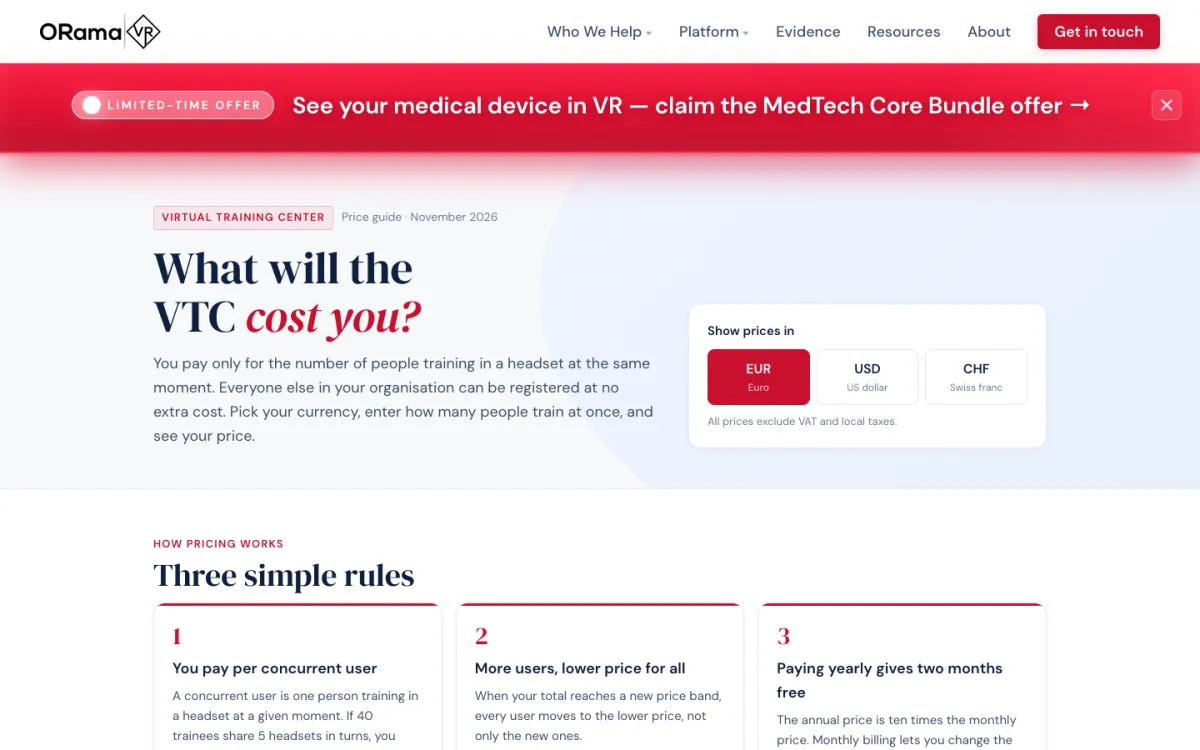 ORama VR
Who We Help
Platform
Evidence
Resources
About
Get in touch
LIMITED-TIME OFFER
See your medical device in VR — claim the MedTech Core Bundle offer →
VIRTUAL TRAINING CENTER
Price guide · November 2026
What will the
VTC cost you?
You pay only for the number of people training in a headset at the same
moment. Everyone else in your organisation can be registered at no
extra cost. Pick your currency, enter how many people train at once, and
see your price.
Show prices in
EUR
Euro
USD
US dollar
CHF
Swiss franc
All prices exclude VAT and local taxes.
HOW PRICING WORKS
Three simple rules
1
You pay per concurrent user
A concurrent user is one person training in
a headset at a given moment. If 40
trainees share 5 headsets in turns, you
2
More users, lower price for all
When your total reaches a new price band,
every user moves to the lower price, not
only the new ones.
3
Paying yearly gives two months
free
The annual price is ten times the monthly
price. Monthly billing lets you change the